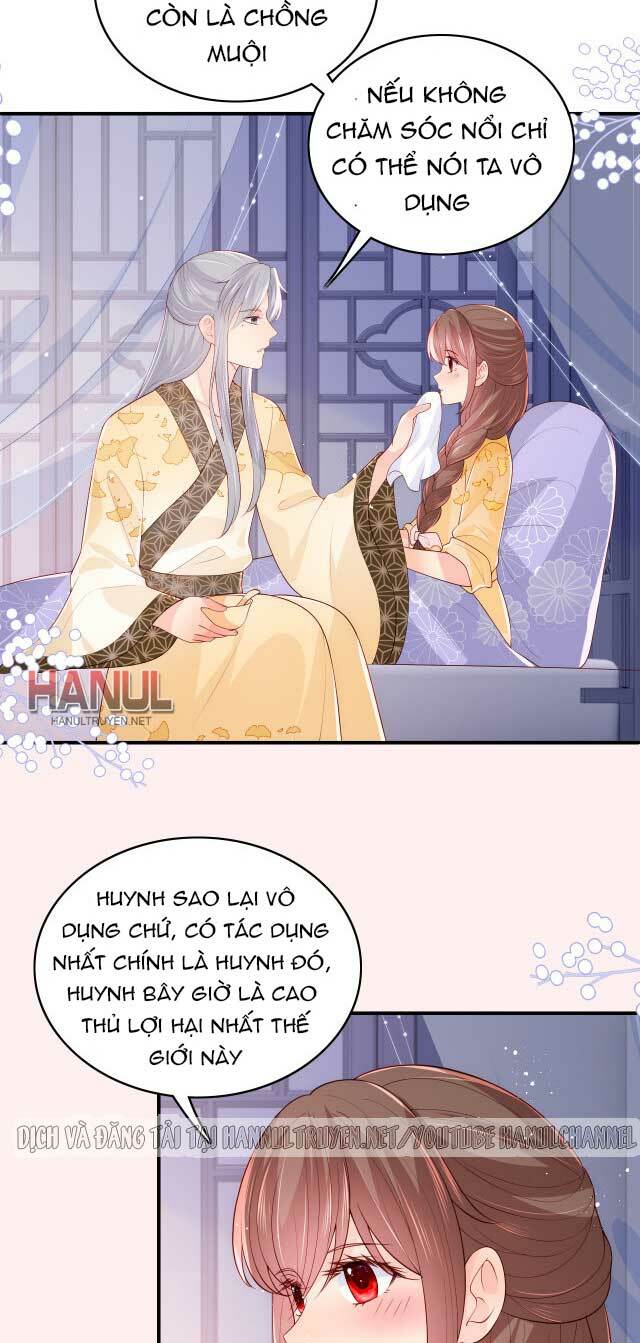 CÒN LÀ CHỒNG
MUỘI
NẾU KHÔNG
CHĂM SÓC NỔI CHỈ
CÓ THỂ NÓI TA VÔ
DỤNG
HANUL
HANULTRUYEN.NET
HUYNH SAO LẠI VÔ
DỤNG CHỨ, CÓ TÁC DỤNG
NHẤT CHÍNH LÀ HUYNH ĐÓ,
HUYNH BÂY GIỜ LÀ CAO
THỦ LỢI HẠI NHẤT THẾ
GIỚI NÀY
DỊCH VÀ ĐĂNG TẢI TẠI HANNULTRUYEN.NET/YOUTUBE HANULCHANNEL